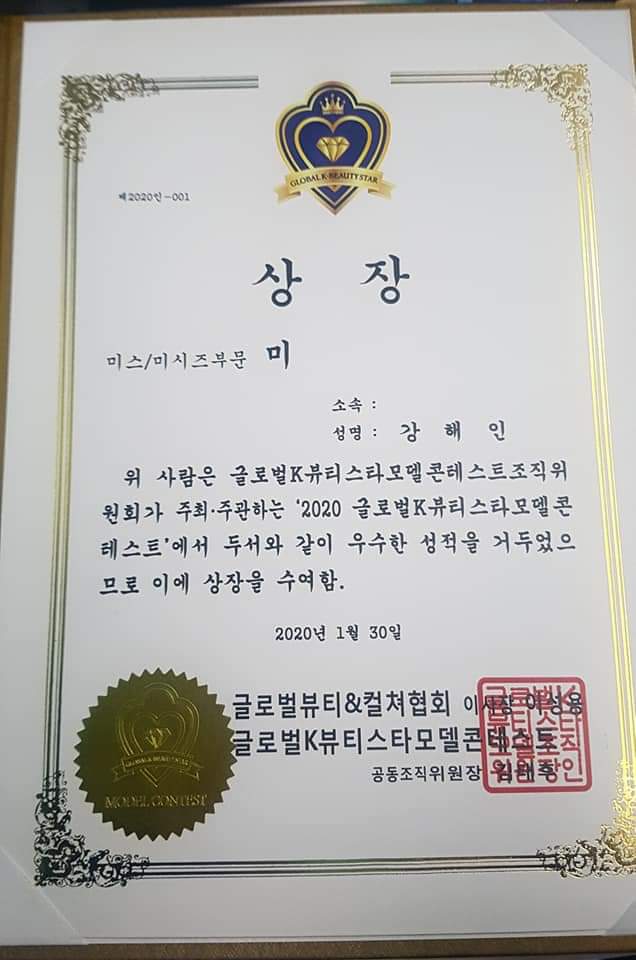 GLOBAL K-BEAUTY STAR
제2020인-001
상 장
미스/미시즈부문 미
소속 :
성명 : 강 해 인
위 사람은 글로벌K뷰티스타모델콘테스트조직위
원회가 주최·주관하는 '2020 글로벌K뷰티스타모델콘
테스트'에서 두서와 같이 우수한 성적을 거두었으
므로 이에 상장을 수여함.
2020년 1월 30일
글로벌뷰티&컬쳐협회 이사장 이성용
글로벌K뷰티스타모델콘테스트
공동조직위원장
GLOBAL K-BEAUTY STAR
MODEL CONTEST